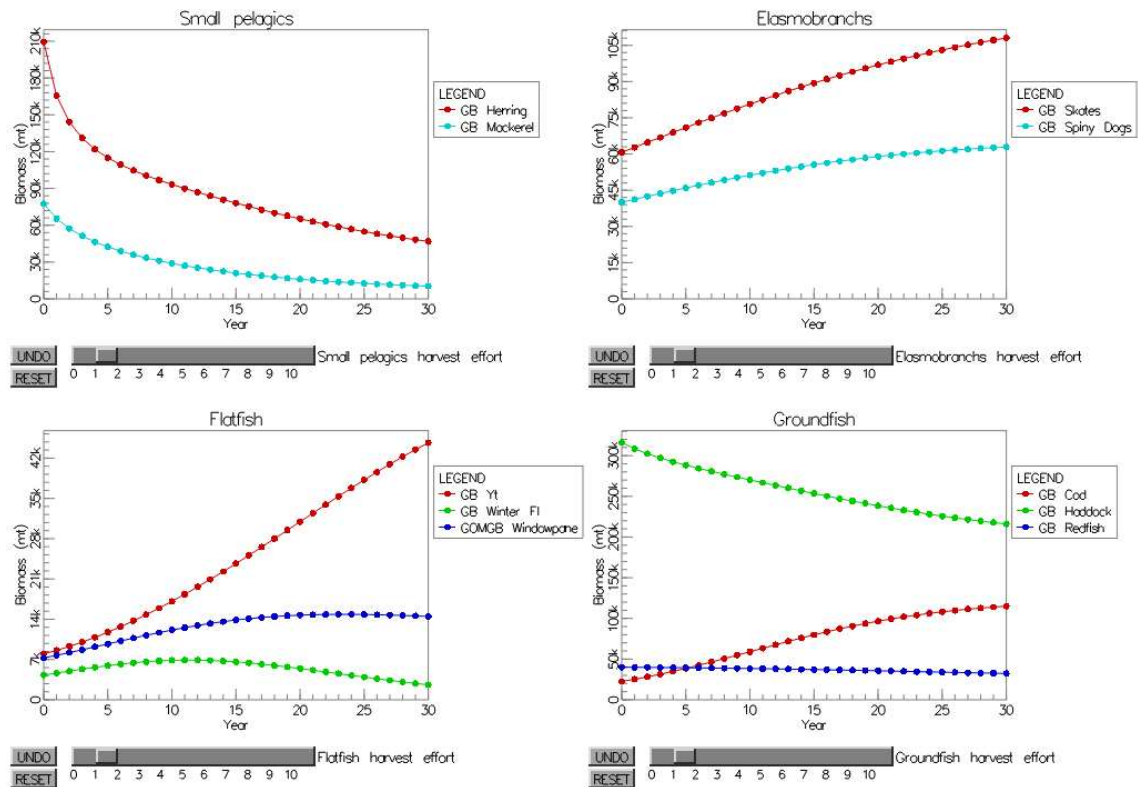 Small pelagics
210k
180k
150k
120k
90k
60k
30k
0
Biomass (mt)
0 5 10 15 20 25 30
Year
LEGEND
GB Herring
GB Mackerel
UNDO
RESET
0 1 2 3 4 5 6 7 8 9 10
Small pelagics harvest effort
Elasmobranchs
105k
90k
75k
60k
45k
30k
15k
0
Biomass (mt)
0 5 10 15 20 25 30
Year
LEGEND
GB Skates
GB Spiny Dogs
UNDO
RESET
0 1 2 3 4 5 6 7 8 9 10
Elasmobranchs harvest effort
Flatfish
42k
35k
28k
21k
14k
7k
0
Biomass (mt)
0 5 10 15 20 25 30
Year
LEGEND
GB Yt
GB Winter Fl
GOMGB Windowpane
UNDO
RESET
0 1 2 3 4 5 6 7 8 9 10
Flatfish harvest effort
Groundfish
300k
250k
200k
150k
100k
50k
0
Biomass (mt)
0 5 10 15 20 25 30
Year
LEGEND
GB Cod
GB Haddock
GB Redfish
UNDO
RESET
0 1 2 3 4 5 6 7 8 9 10
Groundfish harvest effort